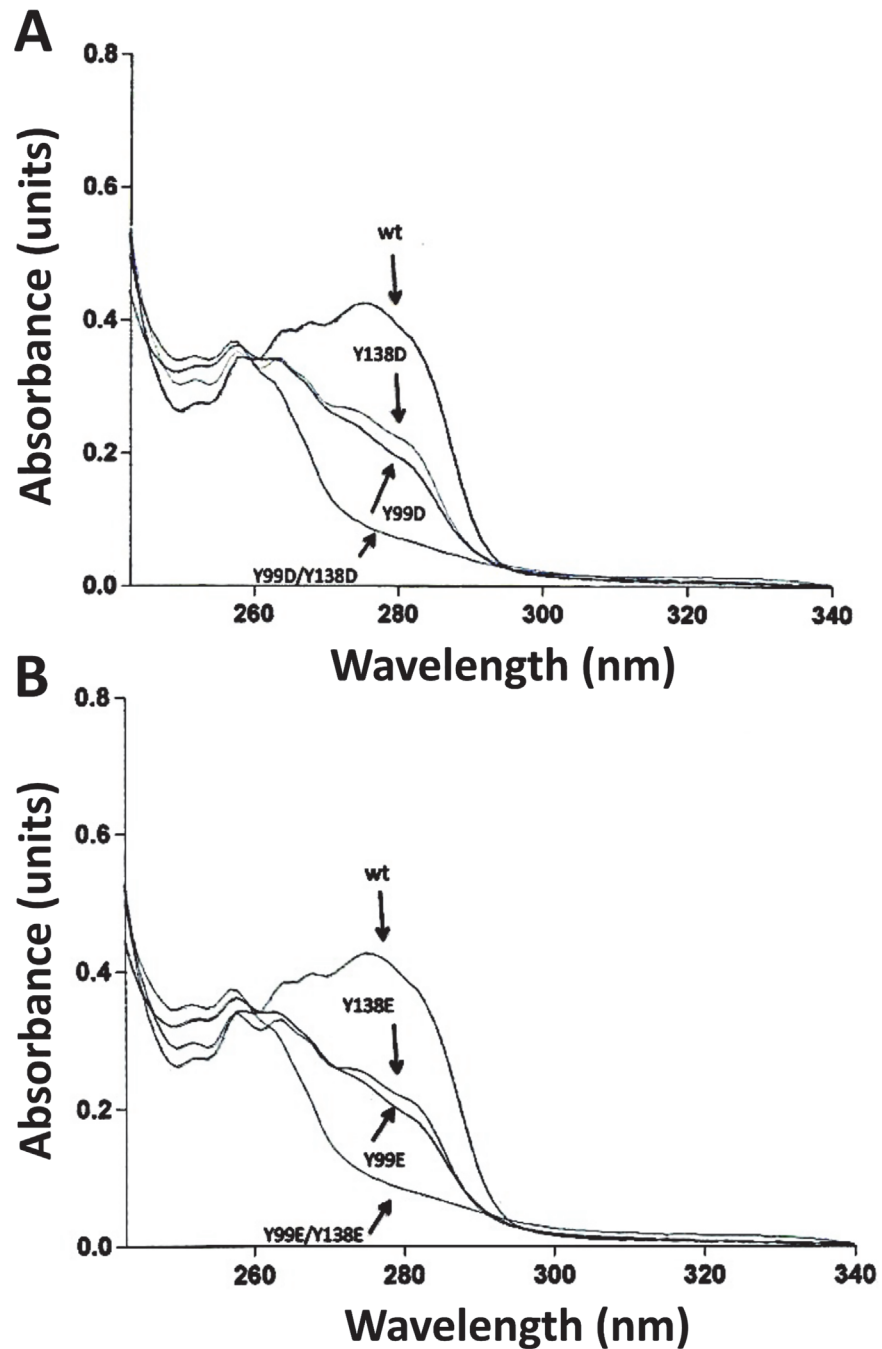 A
0.8
0.6
0.4
0.2
0.0
Absorbance (units)
wt
Y138D
Y99D
Y99D/Y138D
260 280 300 320 340
Wavelength (nm)
B
0.8
0.6
0.4
0.2
0.0
Absorbance (units)
wt
Y138E
Y99E
Y99E/Y138E
260 280 300 320 340
Wavelength (nm)